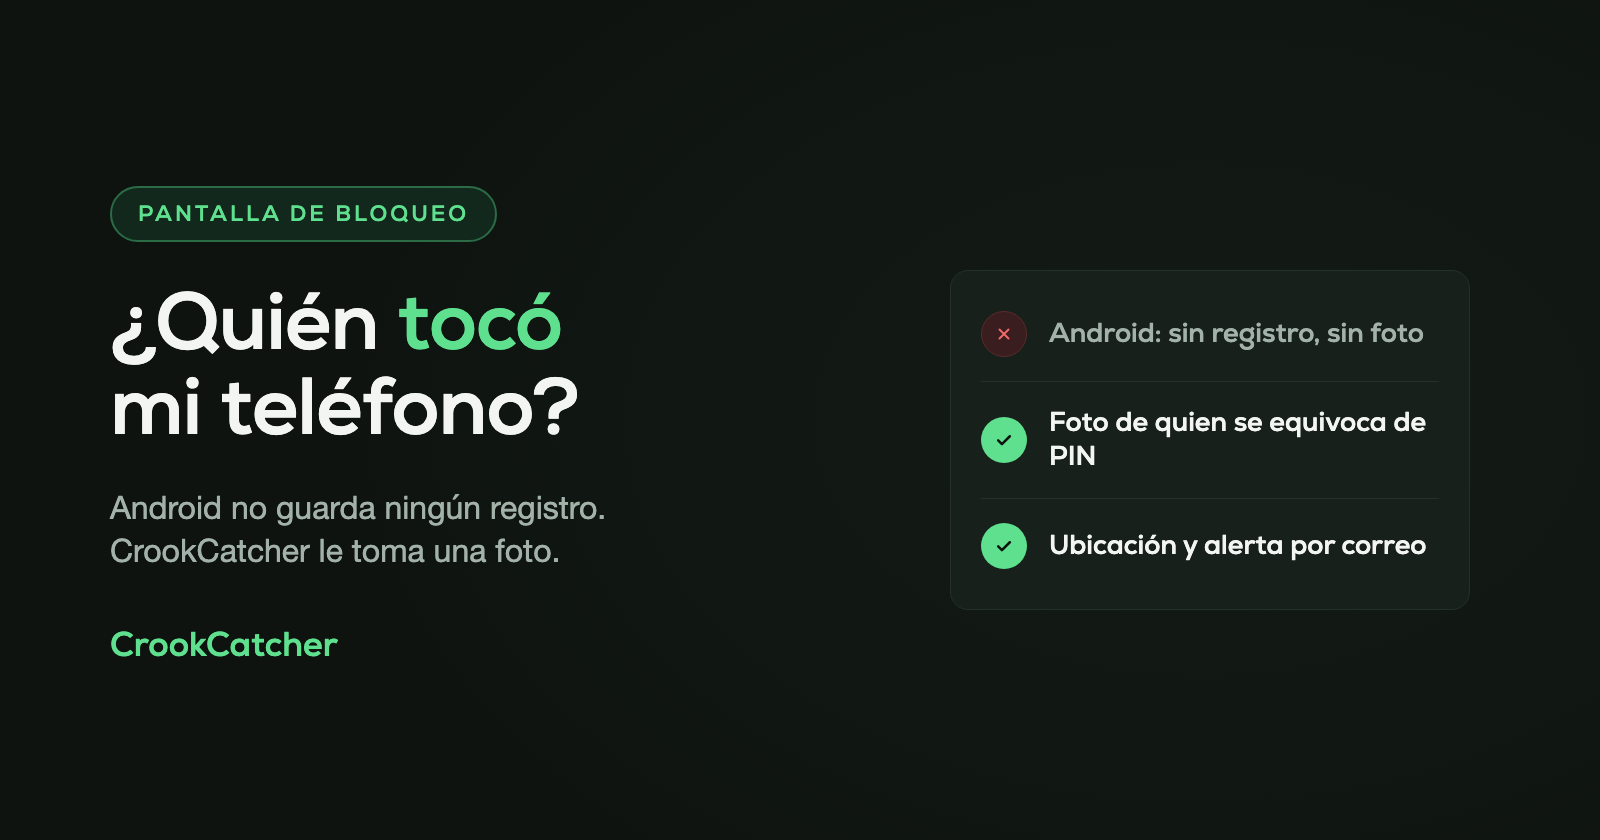 PANTALLA DE BLOQUEO
¿Quién tocó
mi teléfono?
Android no guarda ningún registro.
CrookCatcher le toma una foto.
CrookCatcher
Android: sin registro, sin foto
Foto de quien se equivoca de
PIN
Ubicación y alerta por correo